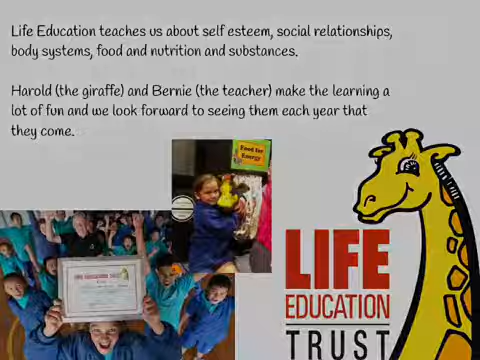 Life Education teaches us about self esteem, social relationships,
body systems, food and nutrition and substances.
Harold (the giraffe) and Bernie (the teacher) make the learning a
lot of fun and we look forward to seeing them each year that
they come.
Food for
Energy
LIFE
EDUCATION
TRUST